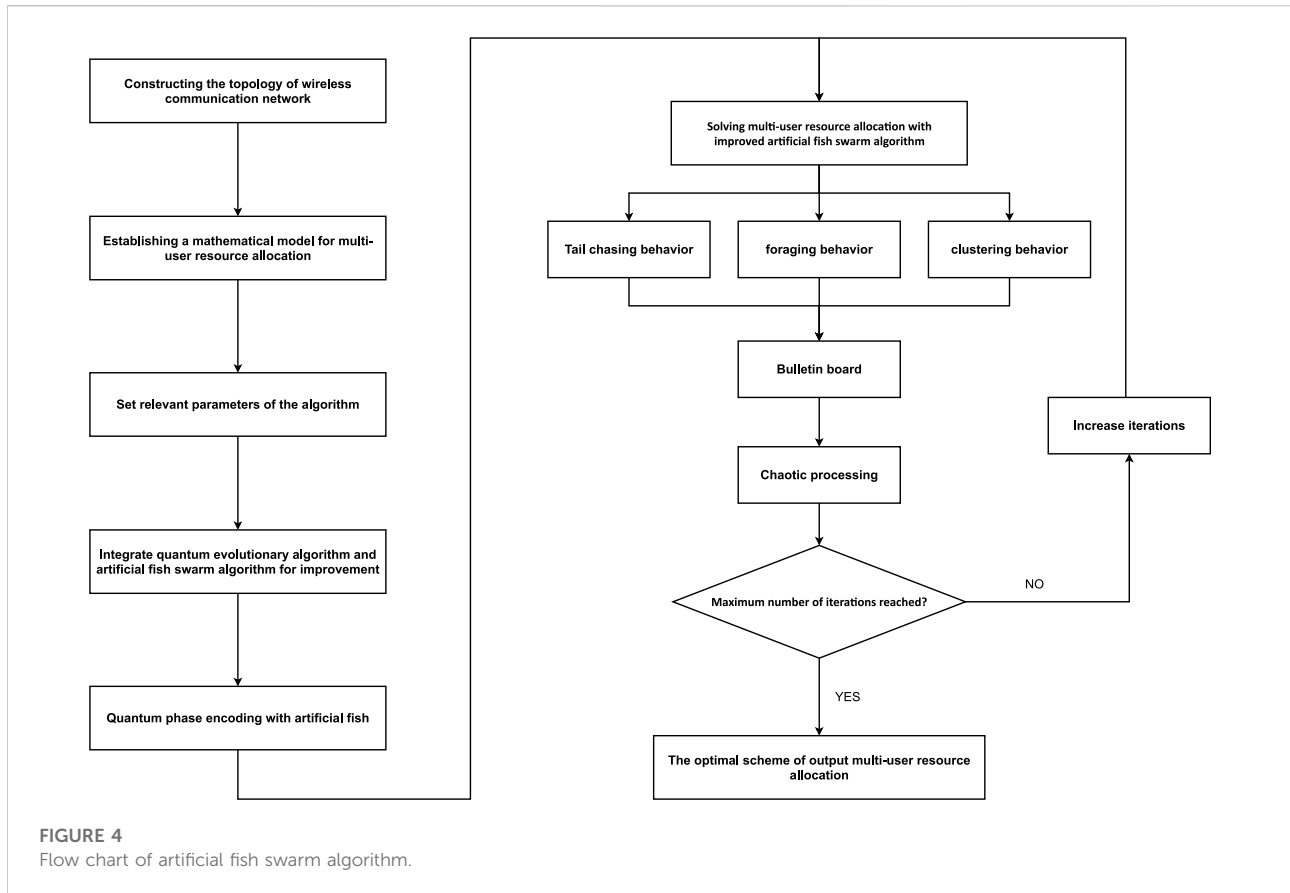 Constructing the topology of wireless
communication network
Establishing a mathematical model for multi-
user resource allocation
Set relevant parameters of the algorithm
Integrate quantum evolutionary algorithm and
artificial fish swarm algorithm for improvement
Quantum phase encoding with artificial fish
Solving multi-user resource allocation with
improved artificial fish swarm algorithm
Tail chasing behavior
foraging behavior
clustering behavior
Bulletin board
Chaotic processing
Increase iterations
Maximum number of iterations reached?
NO
YES
The optimal scheme of output multi-user resource
allocation
FIGURE 4
Flow chart of artificial fish swarm algorithm.